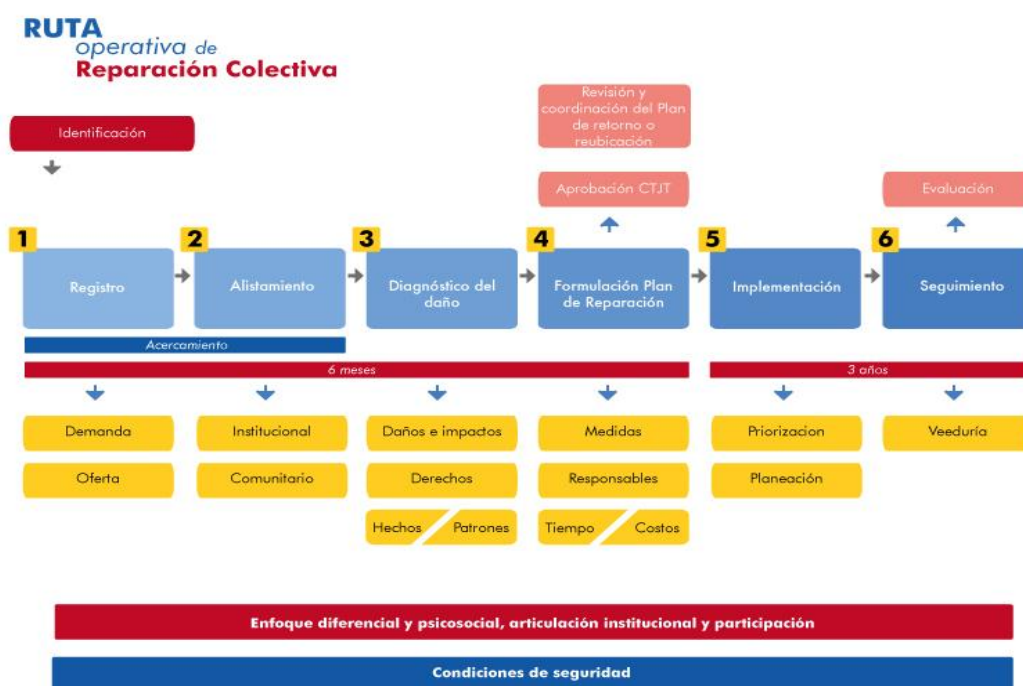 RUTA
operativa de
Reparación Colectiva
Identificación
Revisión y
coordinación del Plan
de retorno o
reubicación
Aprobación CTJT
Evaluación
1
Registro
2
Alistamiento
3
Diagnóstico del
daño
4
Formulación Plan
de Reparación
5
Implementación
6
Seguimiento
Acercamiento
6 meses
3 años
Demanda
Oferta
Institucional
Comunitario
Daños e impactos
Derechos
Hechos
Patrones
Medidas
Responsables
Tiempo
Costos
Priorizacion
Planeación
Veeduría
Enfoque diferencial y psicosocial, articulación institucional y participación
Condiciones de seguridad